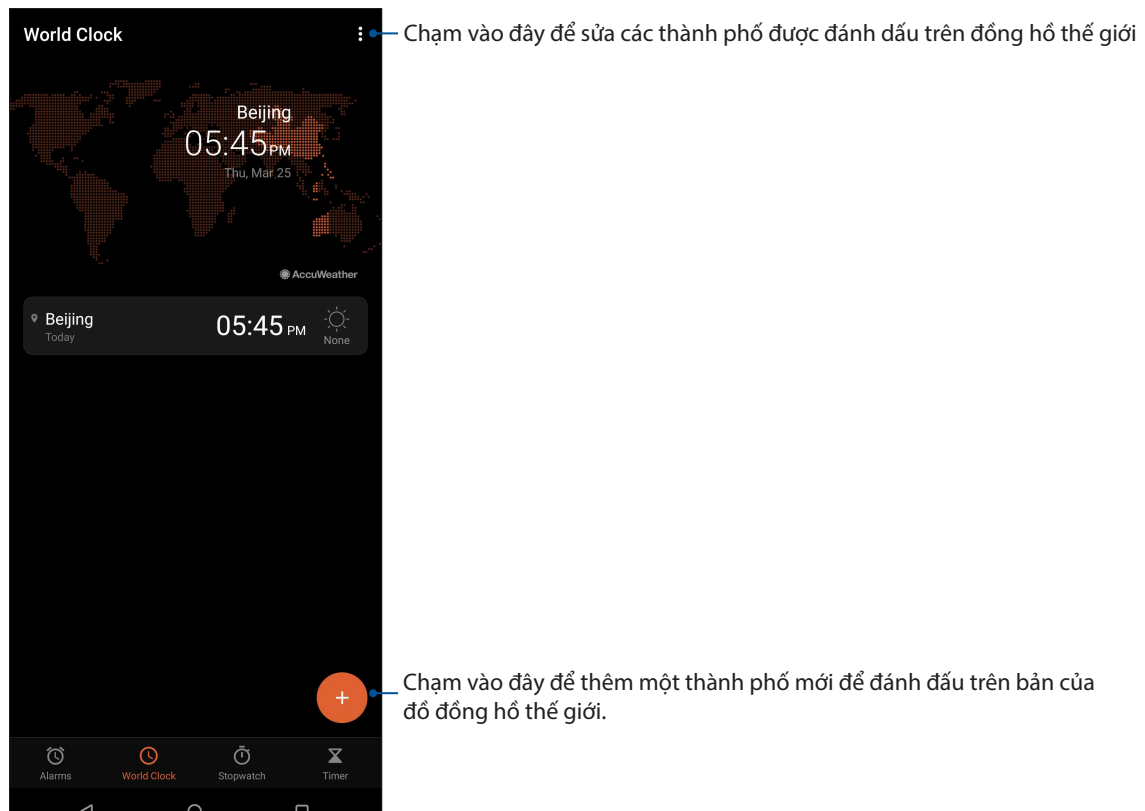 World Clock
Chạm vào đây để sửa các thành phố được đánh dấu trên đồng hồ thế giới
Beijing
05:45 PM
Thu, Mar 25
AccuWeather
Beijing
Today
05:45 PM
None
Chạm vào đây để thêm một thành phố mới để đánh đấu trên bản của
đồ đồng hồ thế giới.
+
Alarms World Clock Stopwatch Timer